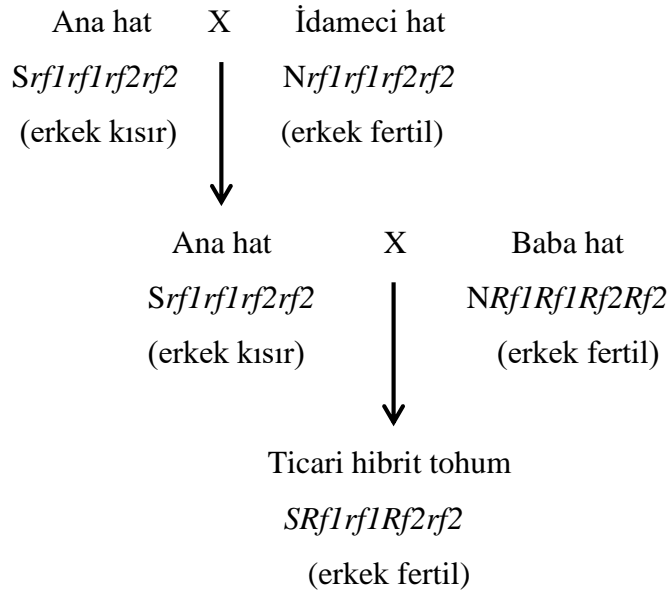 Ana hat X İdameci hat
Srf1rf1rf2rf2 Nrf1rf1rf2rf2
(erkek kısır) (erkek fertil)
Ana hat X Baba hat
Srf1rf1rf2rf2 NRf1Rf1Rf2Rf2
(erkek kısır) (erkek fertil)
Ticari hibrit tohum
SRf1rf1Rf2rf2
(erkek fertil)